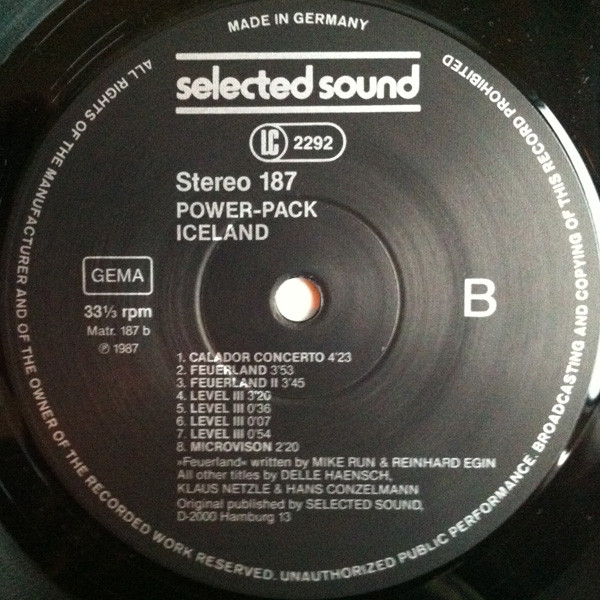 MADE IN GERMANY
ALL RIGHTS OF THE MANUFACTURER AND OF THE OWNER OF THE RECORDED WORK RESERVED. UNAUTHORIZED PUBLIC PERFORMANCE. BROADCASTING AND COPYING OF THIS RECORD PROHIBITED
selected sound
LC 2292
Stereo 187
POWER-PACK
ICELAND
GEMA
B
33⅓ rpm
Matr. 187 b
℗ 1987
1. CALADOR CONCERTO 4'23
2. FEUERLAND 3'53
3. FEUERLAND II 3'45
4. LEVEL III 3'20
5. LEVEL III 0'36
6. LEVEL III 0'07
7. LEVEL III 0'54
8. MICROVISON 2'20
»Feuerland« written by MIKE RUN & REINHARD EGIN
All other titles by DELLE HAENSCH,
KLAUS NETZLE & HANS CONZELMANN
Original published by SELECTED SOUND,
D-2000 Hamburg 13